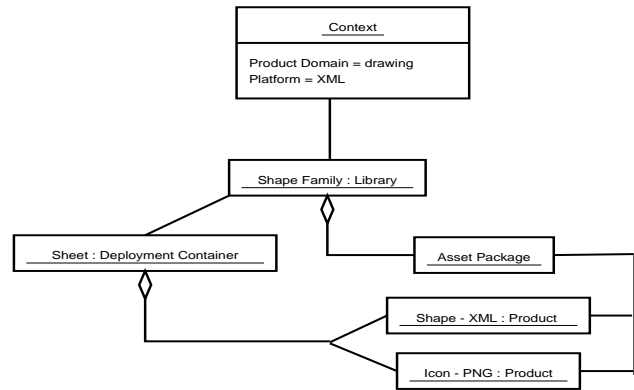 Context
Product Domain = drawing
Platform = XML
Shape Family : Library
Sheet : Deployment Container
Asset Package
Shape - XML : Product
Icon - PNG : Product